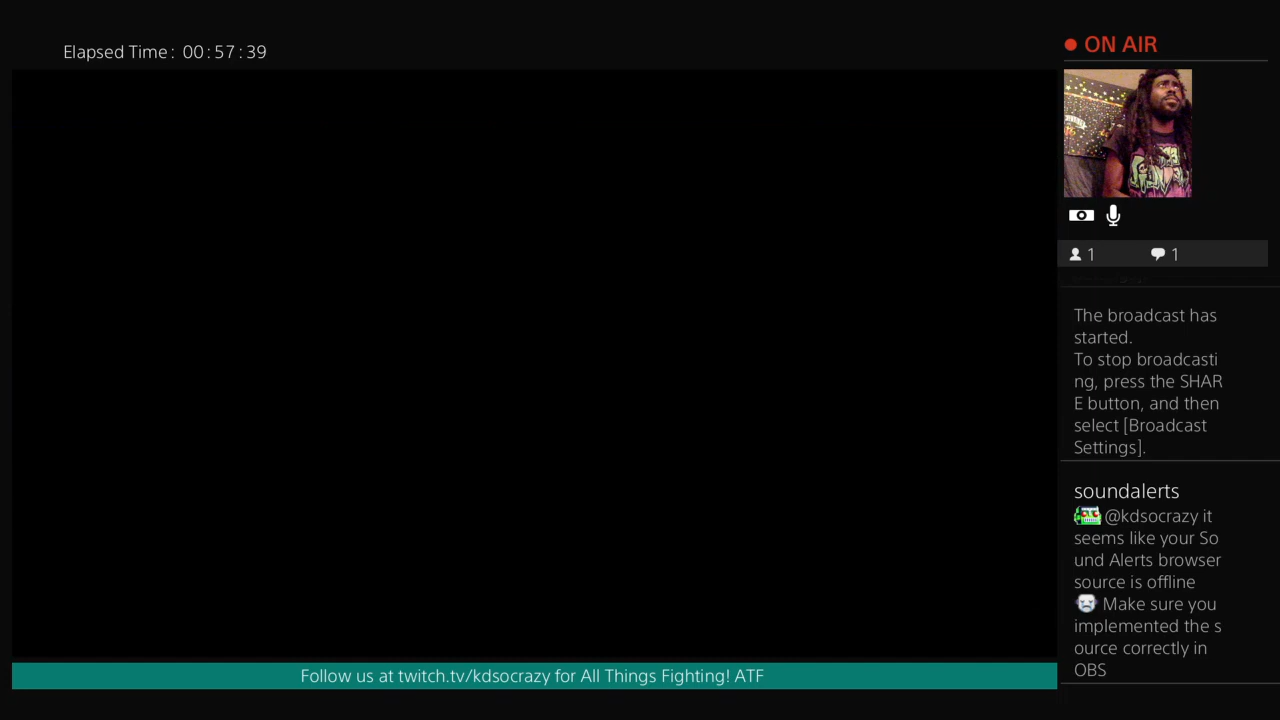 Elapsed Time: 00:57:39
ON AIR
1
1
The broadcast has
started.
To stop broadcasti
ng, press the SHAR
E button, and then
select [Broadcast
Settings].
soundalerts
@kdsocrazy it
seems like your So
und Alerts browser
source is offline
Make sure you
implemented the s
ource correctly in
OBS
Follow us at twitch.tv/kdsocrazy for All Things Fighting! ATF